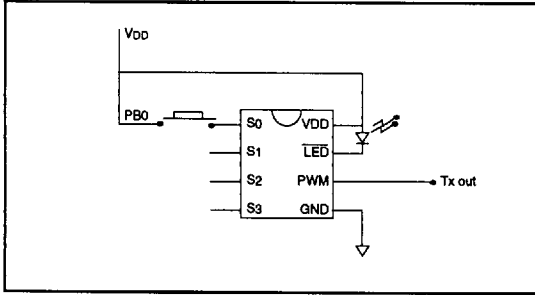 VDD
PB0
S0 VDD
S1 LED
S2 PWM Tx out
S3 GND